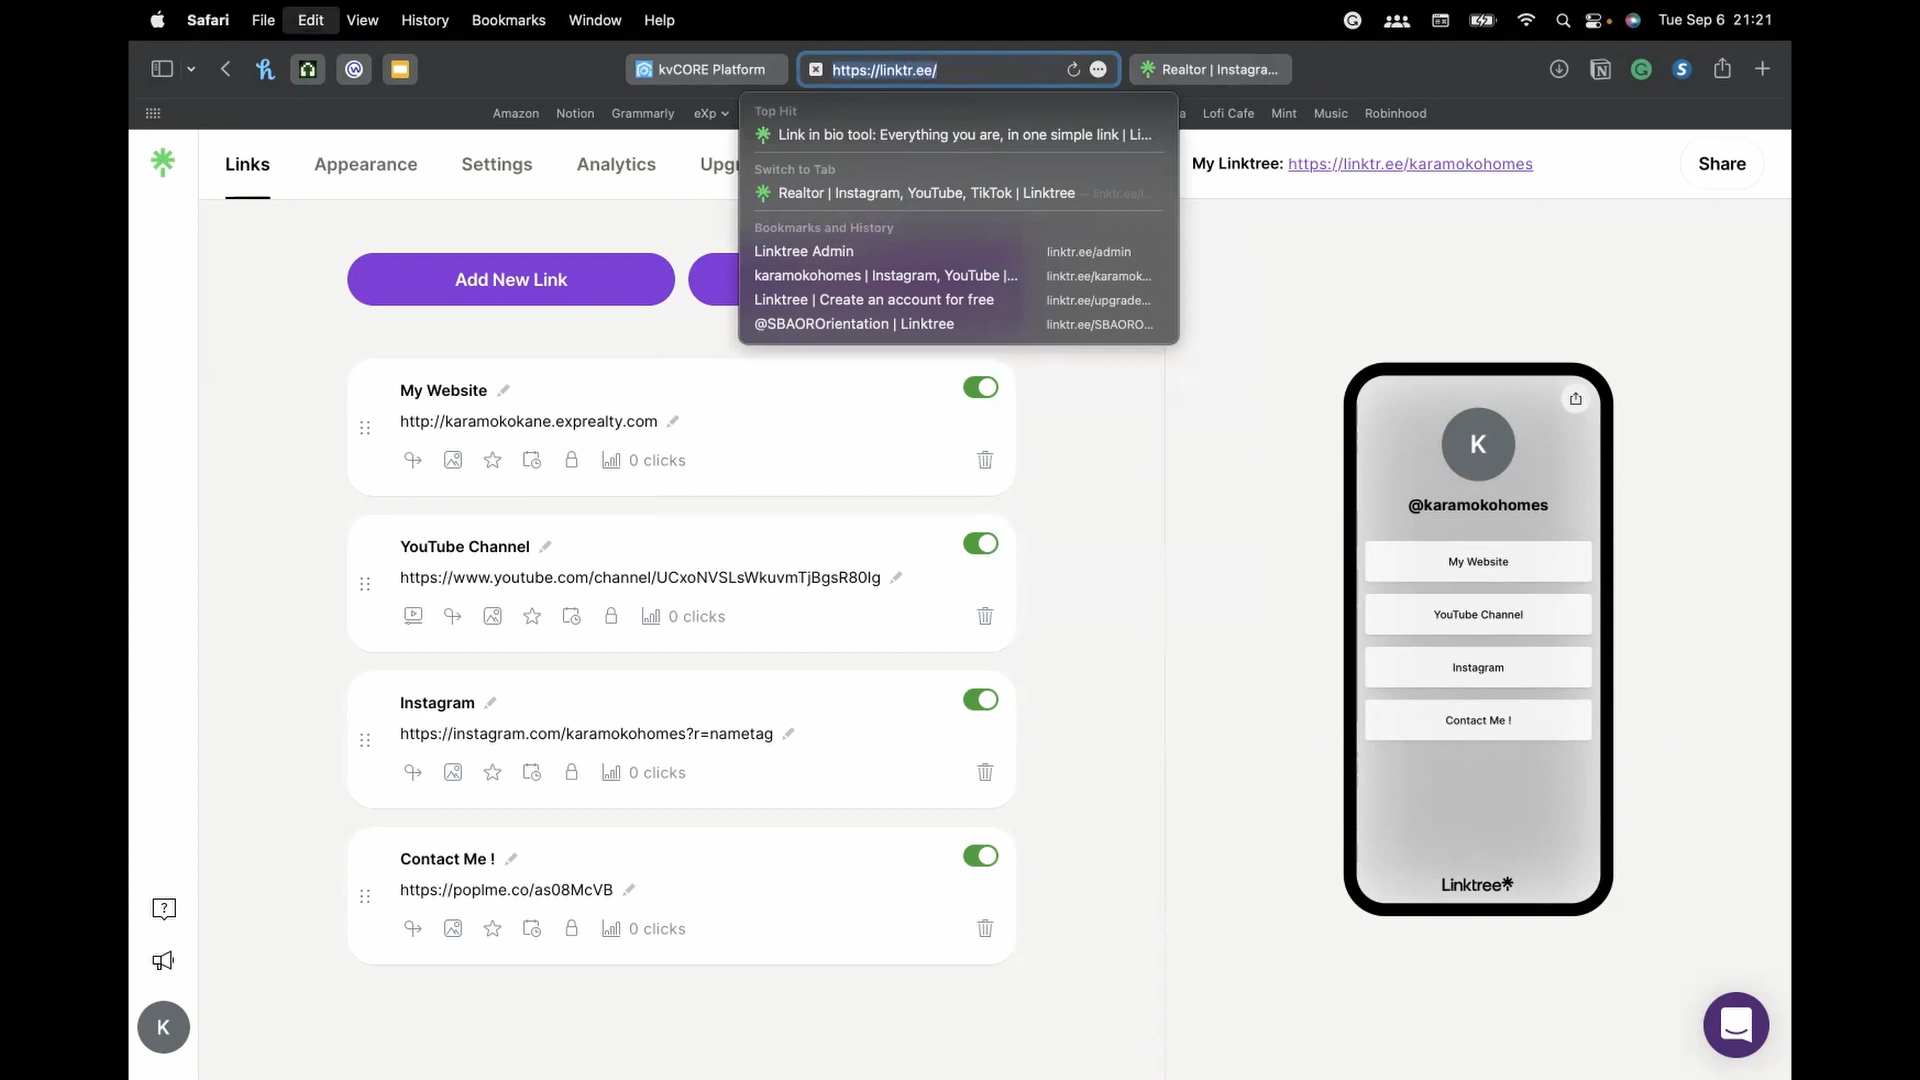 Safari File Edit View History Bookmarks Window Help Tue Sep 6 21:21
kvCORE Platform https://linktr.ee/ Realtor | Instagra...
Amazon Notion Grammarly eXp a Lofi Cafe Mint Music Robinhood
Top Hit
Link in bio tool: Everything you are, in one simple link | Li...
Switch to Tab
Realtor | Instagram, YouTube, TikTok | Linktree — linktr.ee/i...
Bookmarks and History
Linktree Admin linktr.ee/admin
karamokohomes | Instagram, YouTube |... linktr.ee/karamok...
Linktree | Create an account for free linktr.ee/upgrade...
@SBAOROrientation | Linktree linktr.ee/SBAORO...
Links Appearance Settings Analytics Upgr
My Linktree: https://linktr.ee/karamokohomes Share
Add New Link
My Website
http://karamokokane.exprealty.com
0 clicks
YouTube Channel
https://www.youtube.com/channel/UCxoNVSLsWkuvmTjBgsR80Ig
0 clicks
Instagram
https://instagram.com/karamokohomes?r=nametag
0 clicks
Contact Me !
https://poplme.co/as08McVB
0 clicks
K
K
@karamokohomes
My Website
YouTube Channel
Instagram
Contact Me !
Linktree